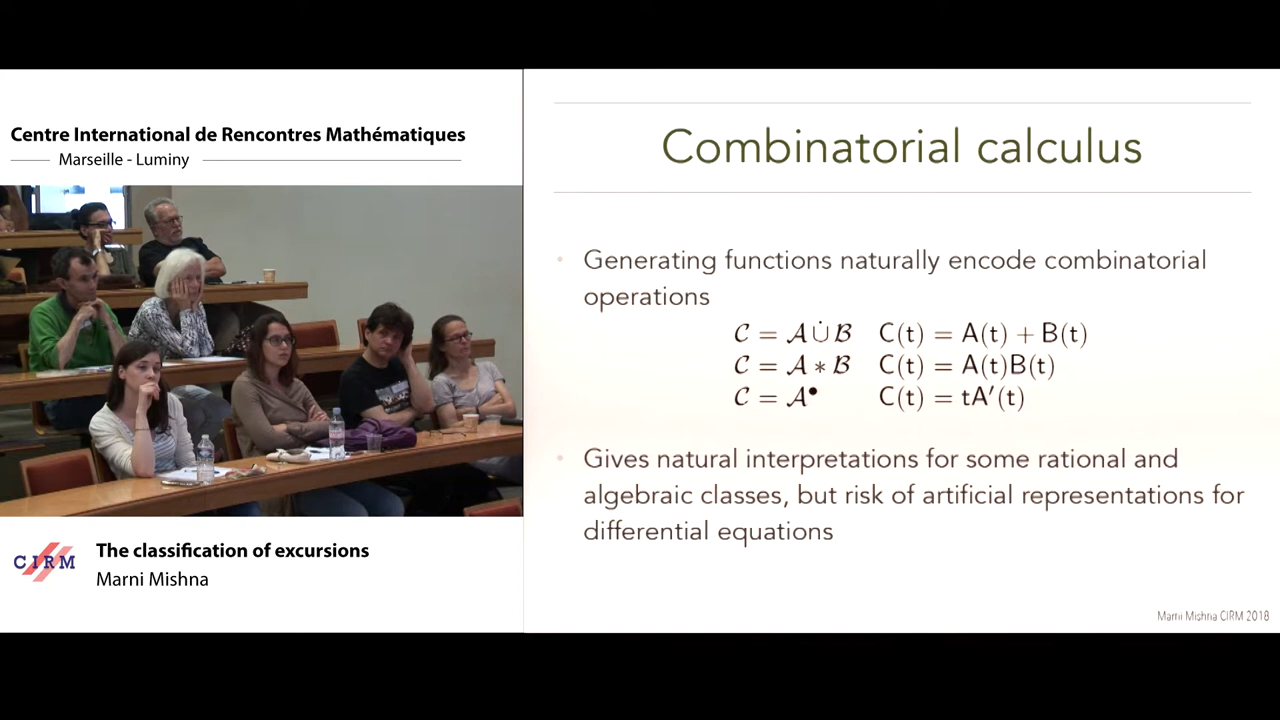 Centre International de Rencontres Mathématiques
Marseille - Luminy
CIRM
The classification of excursions
Marni Mishna
Combinatorial calculus
• Generating functions naturally encode combinatorial
operations
𝒞 = 𝒜 ∪̇ ℬ C(t) = A(t) + B(t)
𝒞 = 𝒜 ∗ ℬ C(t) = A(t)B(t)
𝒞 = 𝒜• C(t) = tA′(t)
• Gives natural interpretations for some rational and
algebraic classes, but risk of artificial representations for
differential equations
Marni Mishna CIRM 2018